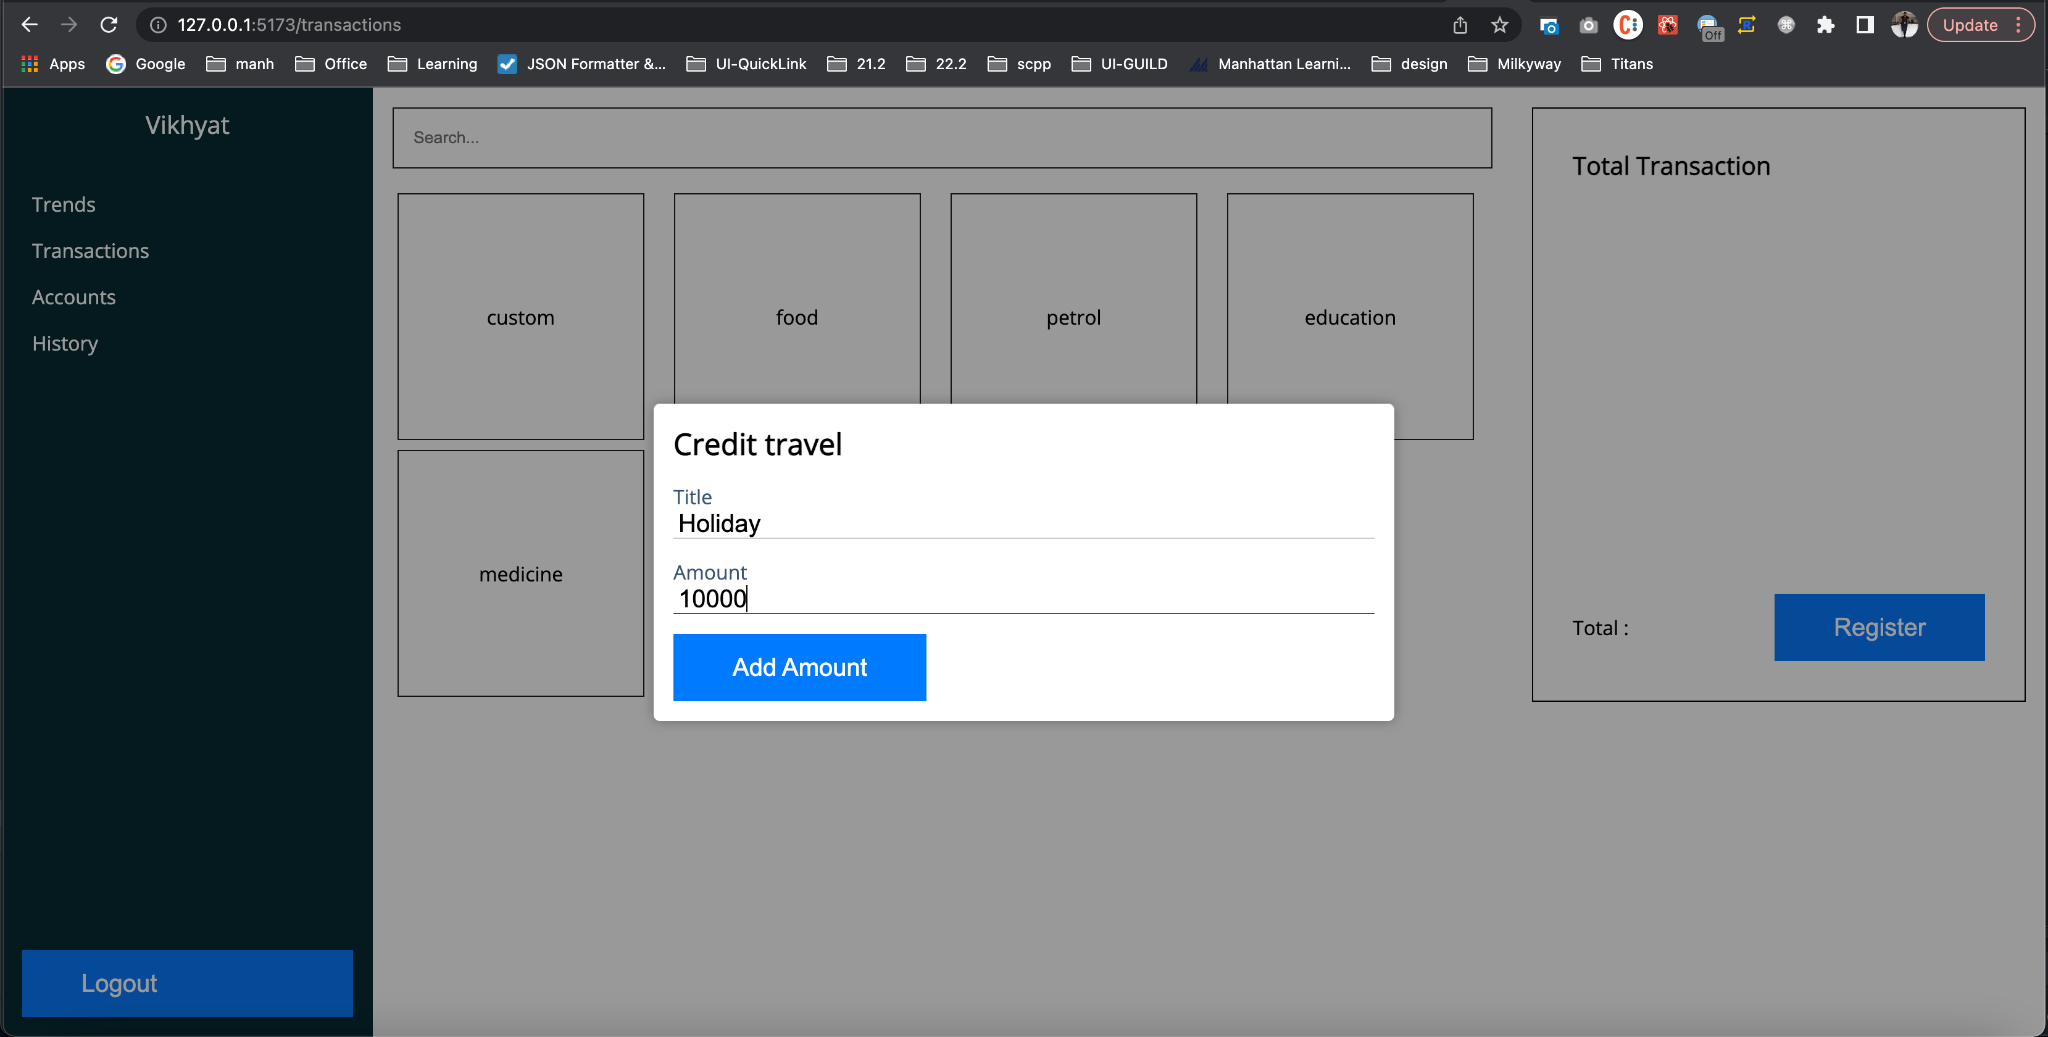 127.0.0.1:5173/transactions
Off
Update
Apps Google manh Office Learning JSON Formatter &... UI-QuickLink 21.2 22.2 scpp UI-GUILD Manhattan Learni... design Milkyway Titans
Vikhyat
Trends
Transactions
Accounts
History
Logout
Search...
custom
food
petrol
education
medicine
Credit travel
Title
Holiday
Amount
10000
Add Amount
Total Transaction
Total :
Register